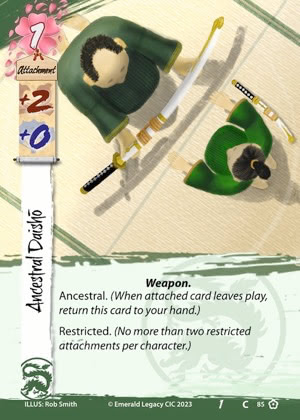 1
Attachment
+2
+0
Ancestral Daishō
Weapon.
Ancestral. (When attached card leaves play,
return this card to your hand.)
Restricted. (No more than two restricted
attachments per character.)
ILLUS: Rob Smith
© Emerald Legacy CIC 2023
1
C
85